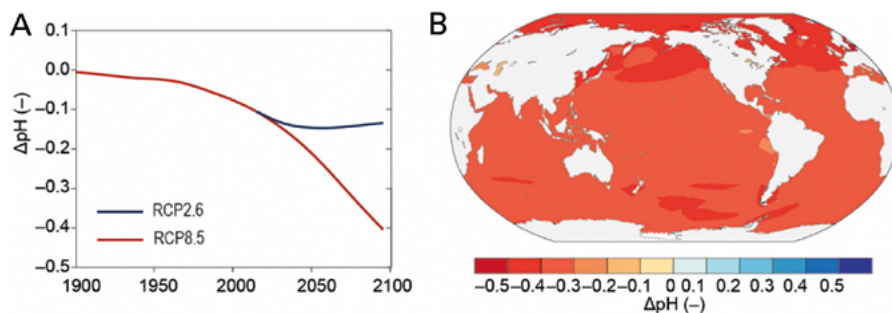 A
B
ΔpH (–)
0.1
0.0
–0.1
–0.2
–0.3
–0.4
–0.5
RCP2.6
RCP8.5
1900 1950 2000 2050 2100
–0.5 –0.4 –0.3 –0.2 –0.1 0 0.1 0.2 0.3 0.4 0.5
ΔpH (–)